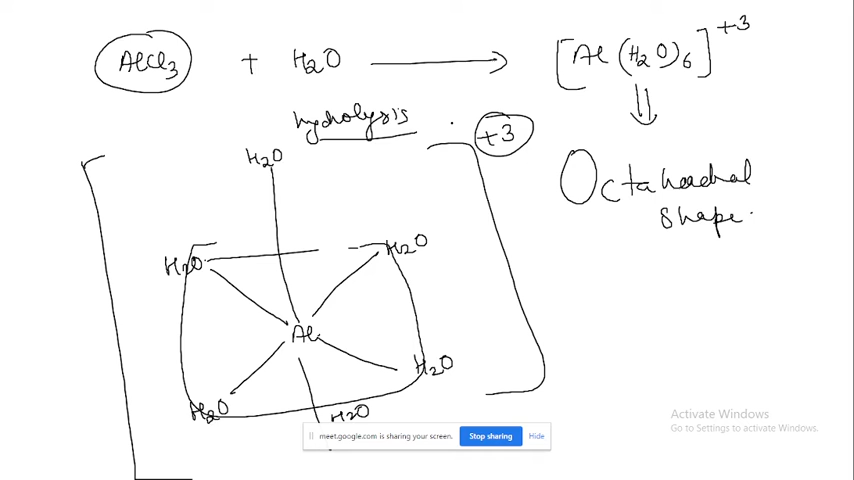 AlCl3 + H2O ⟶ [Al(H2O)6]+3
hydrolysis
+3
Octahedral
shape.
H2O
H2O
H2O
Al
H2O
H2O
H2O
meet.google.com is sharing your screen. Stop sharing Hide
Activate Windows
Go to Settings to activate Windows.